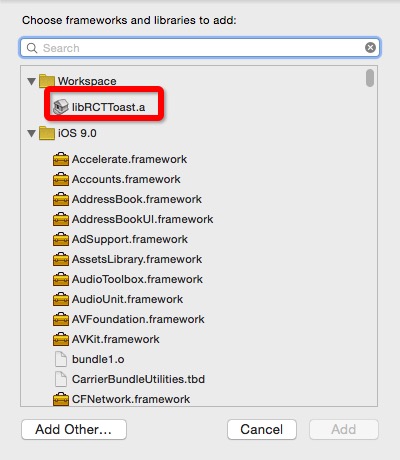 Choose frameworks and libraries to add:
Search
Workspace
libRCTToast.a
iOS 9.0
Accelerate.framework
Accounts.framework
AddressBook.framework
AddressBookUI.framework
AdSupport.framework
AssetsLibrary.framework
AudioToolbox.framework
AudioUnit.framework
AVFoundation.framework
AVKit.framework
bundle1.o
CarrierBundleUtilities.tbd
CFNetwork.framework
Add Other...
Cancel
Add